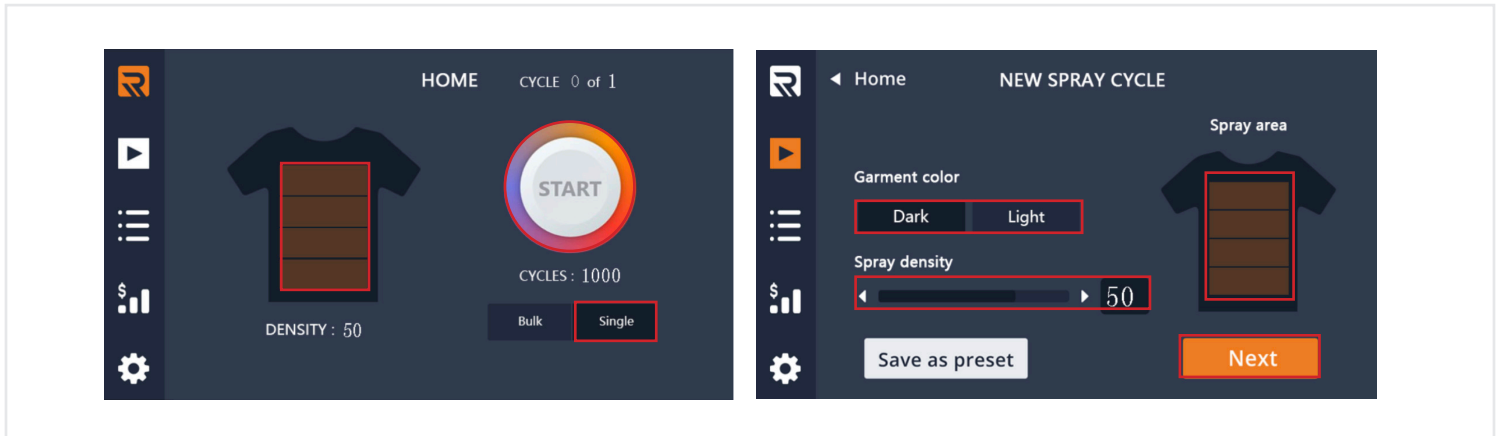 HOME
CYCLE 0 of 1
START
CYCLES : 1000
Bulk
Single
DENSITY : 50
$
Home
NEW SPRAY CYCLE
Spray area
Garment color
Dark
Light
Spray density
50
$
Save as preset
Next